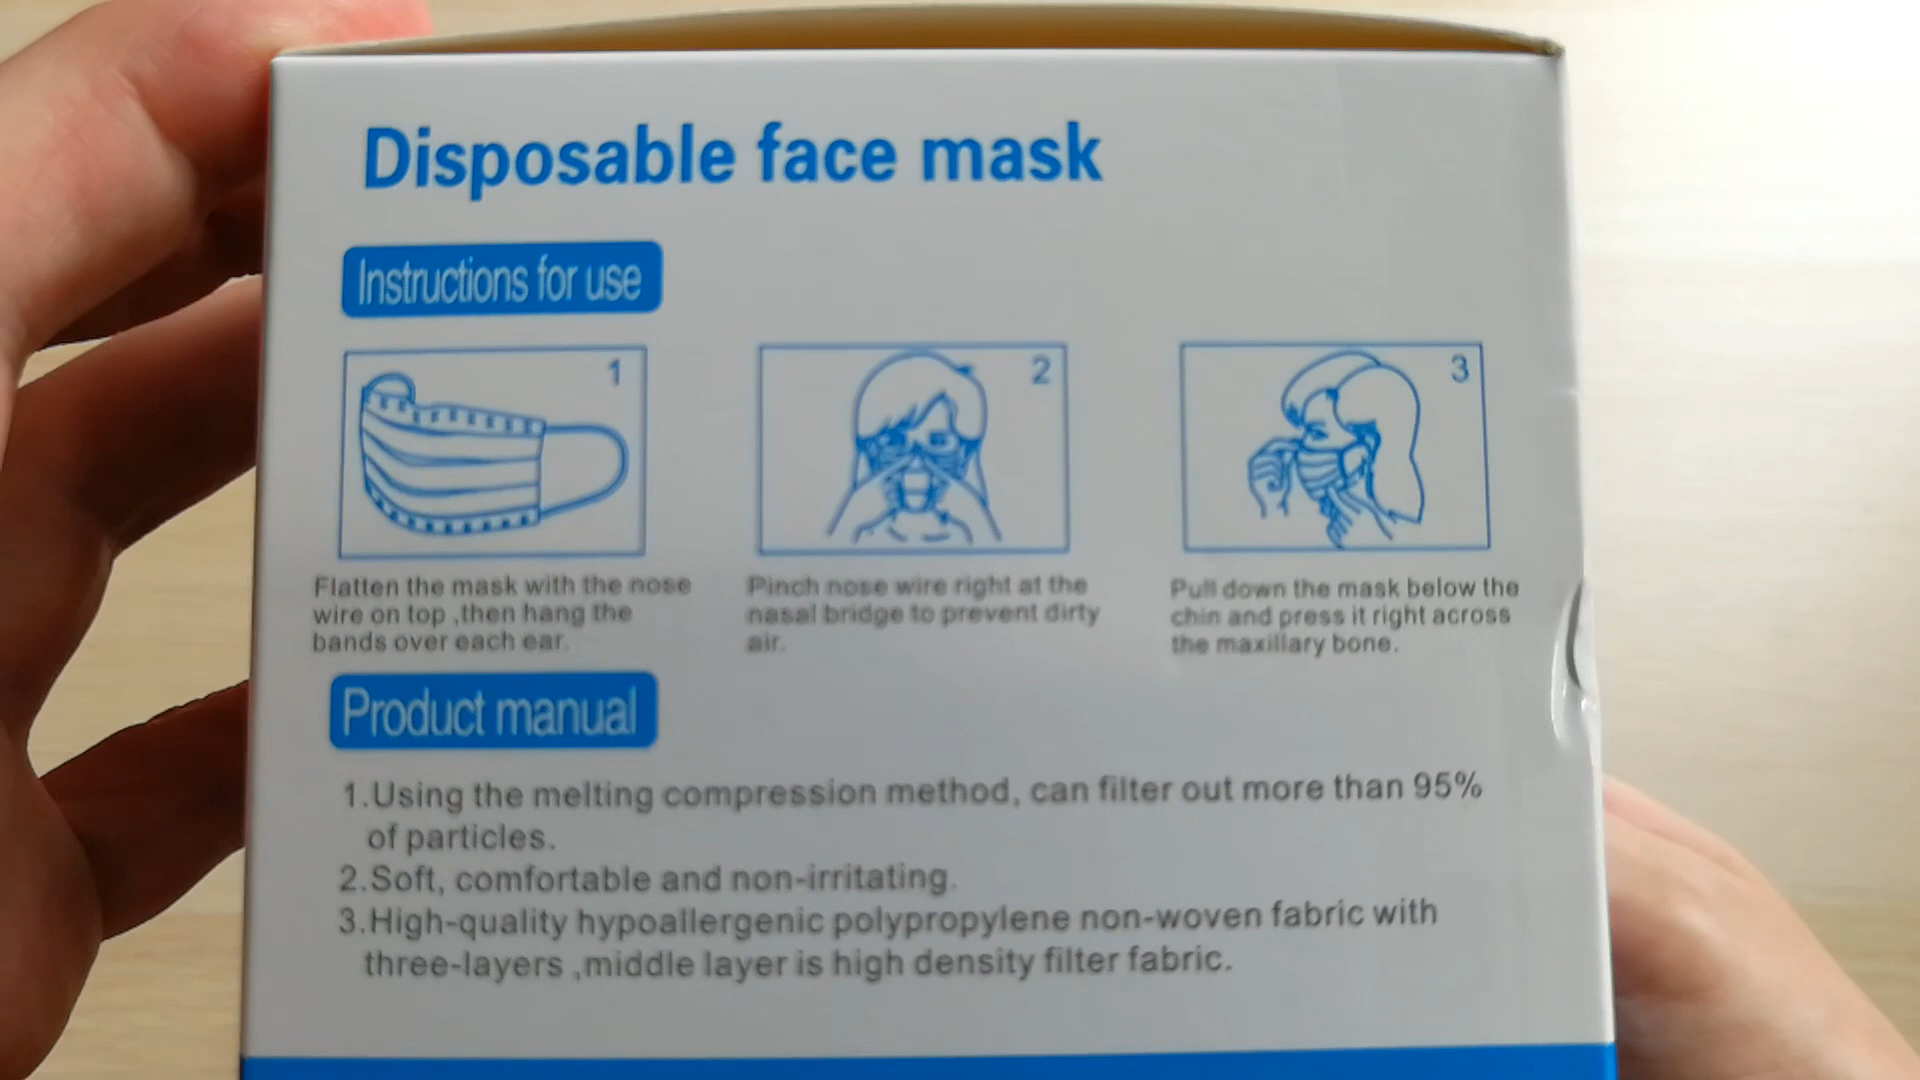 Disposable face mask
Instructions for use
1
2
3
Flatten the mask with the nose
wire on top ,then hang the
bands over each ear.
Pinch nose wire right at the
nasal bridge to prevent dirty
air.
Pull down the mask below the
chin and press it right across
the maxillary bone.
Product manual
1.Using the melting compression method, can filter out more than 95%
of particles.
2.Soft, comfortable and non-irritating.
3.High-quality hypoallergenic polypropylene non-woven fabric with
three-layers ,middle layer is high density filter fabric.